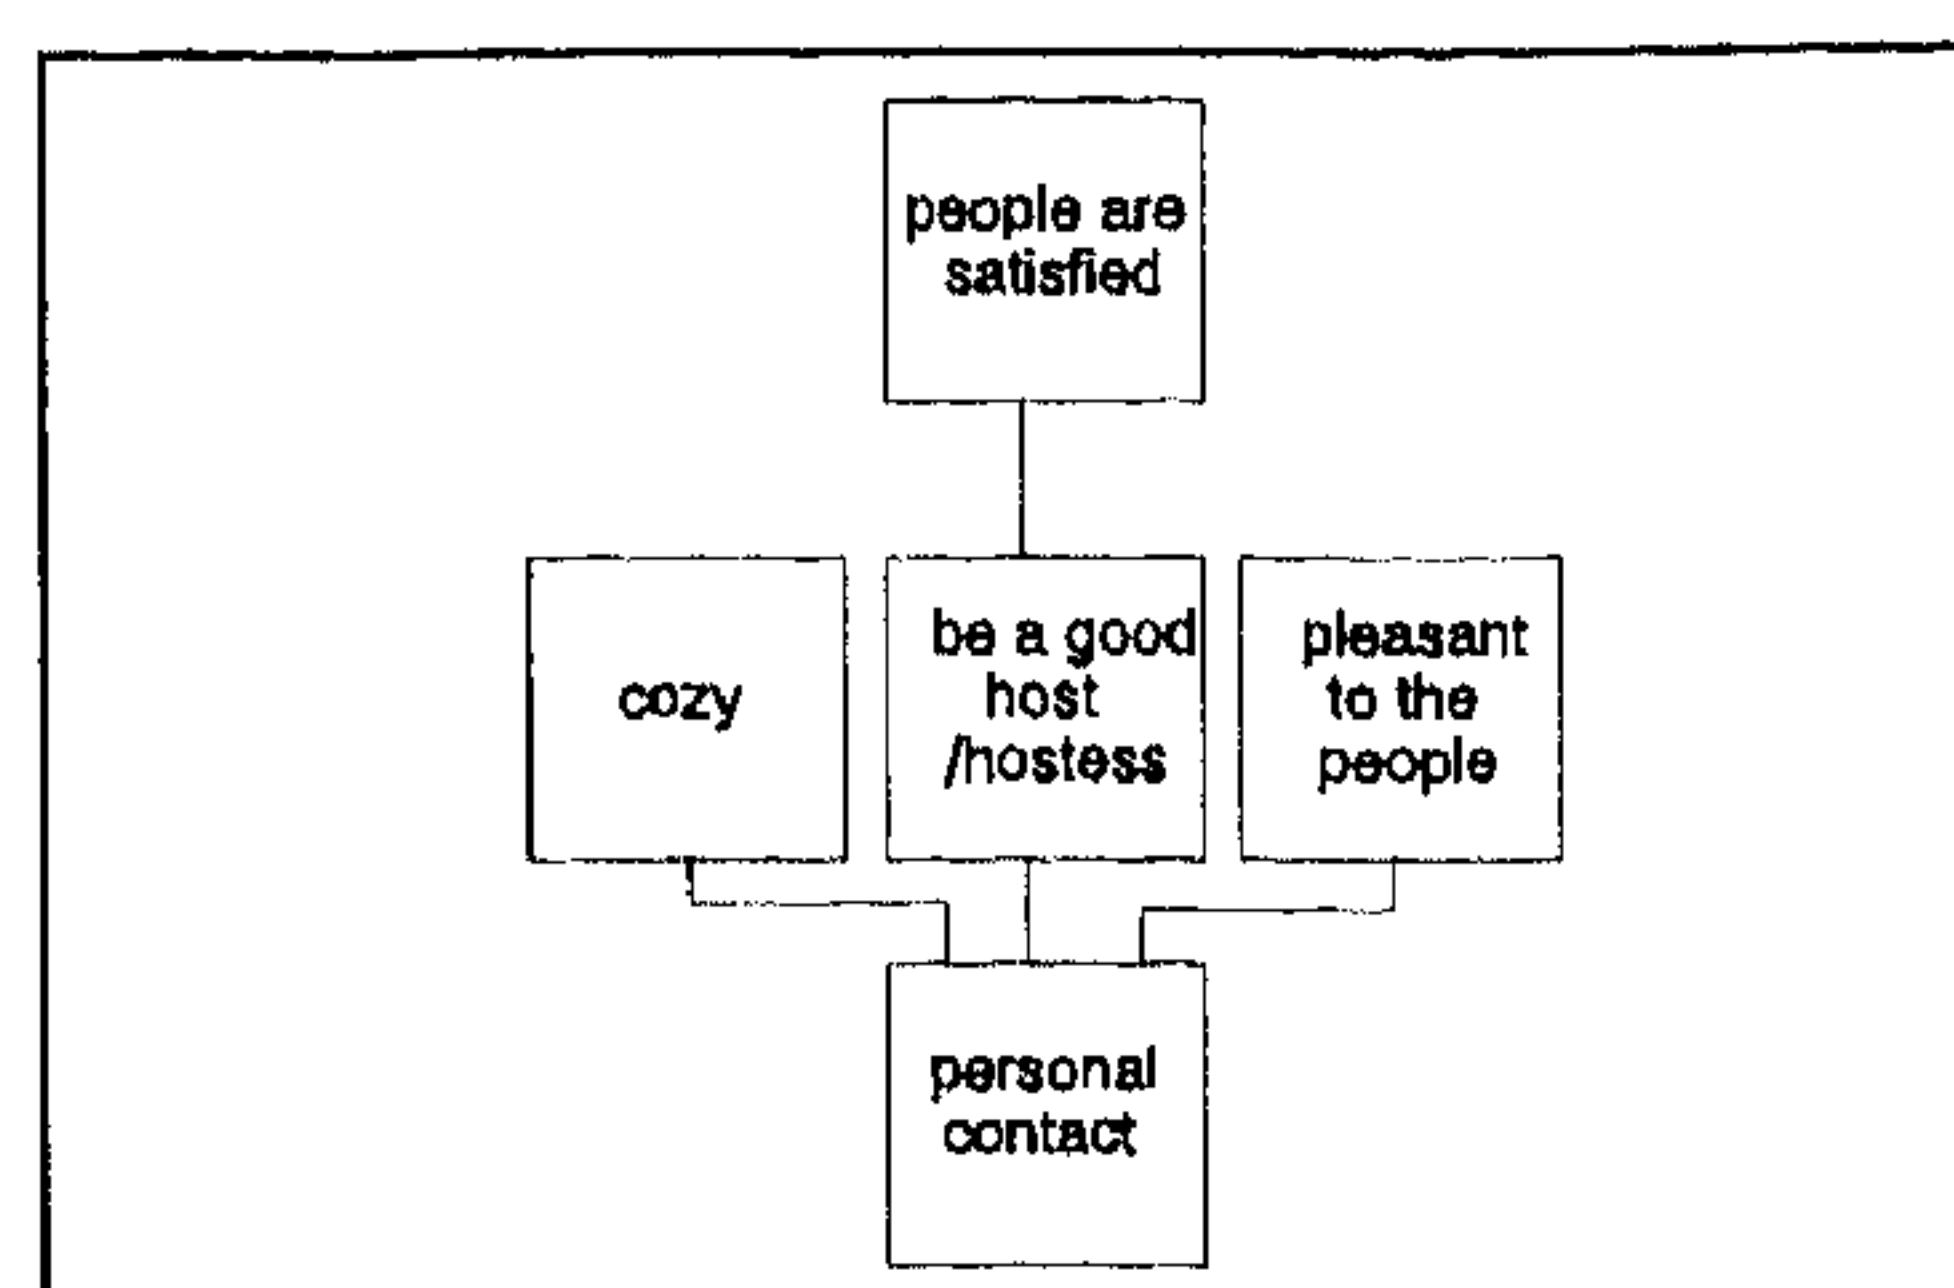 people are
satisfied
cozy
be a good
host
/hostess
pleasant
to the
people
personal
contact